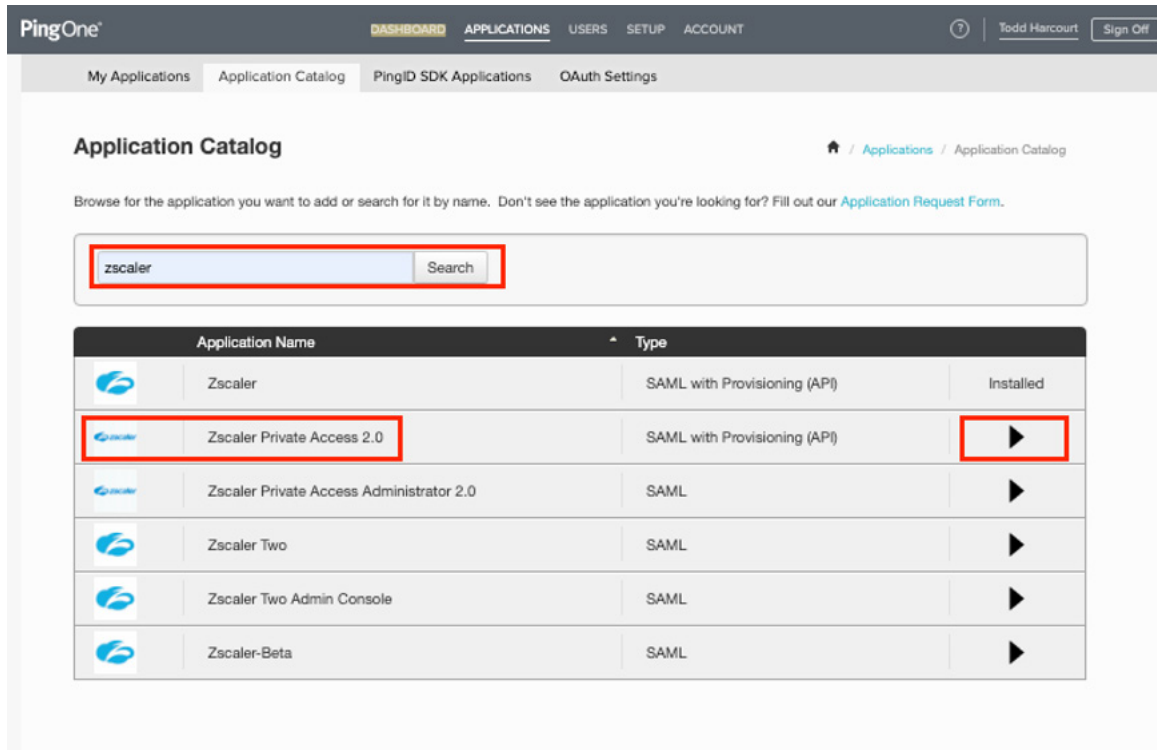 PingOne® DASHBOARD APPLICATIONS USERS SETUP ACCOUNT ? Todd Harcourt Sign Off
My Applications Application Catalog PingID SDK Applications OAuth Settings
Application Catalog / Applications / Application Catalog
Browse for the application you want to add or search for it by name. Don't see the application you're looking for? Fill out our Application Request Form.
zscaler Search
Application Name Type
Zscaler SAML with Provisioning (API) Installed
zscaler Zscaler Private Access 2.0 SAML with Provisioning (API)
zscaler Zscaler Private Access Administrator 2.0 SAML
Zscaler Two SAML
Zscaler Two Admin Console SAML
Zscaler-Beta SAML